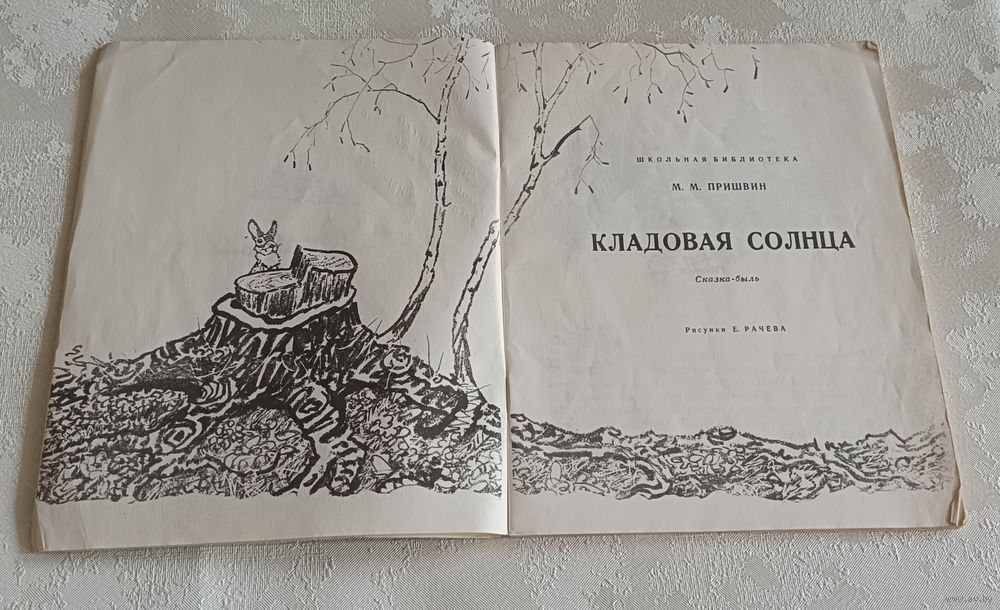 ШКОЛЬНАЯ БИБЛИОТЕКА
М. М. ПРИШВИН
КЛАДОВАЯ СОЛНЦА
Сказка-быль
Рисунки Е. РАЧЕВА